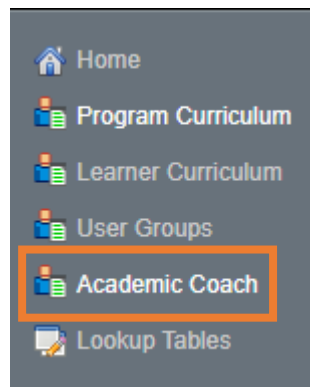 Home
Program Curriculum
Learner Curriculum
User Groups
Academic Coach
Lookup Tables